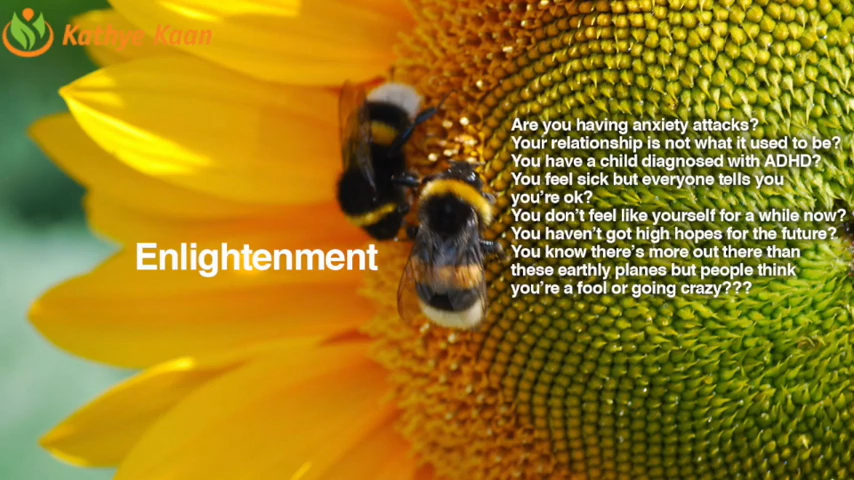 Kathye Kaan
Enlightenment
Are you having anxiety attacks?
Your relationship is not what it used to be?
You have a child diagnosed with ADHD?
You feel sick but everyone tells you
you're ok?
You don't feel like yourself for a while now?
You haven't got high hopes for the future?
You know there's more out there than
these earthly planes but people think
you're a fool or going crazy???